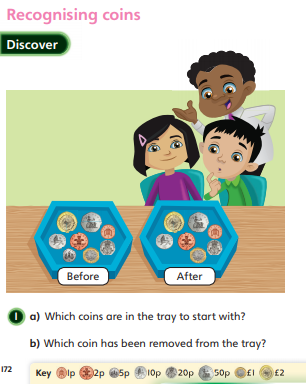 Recognising coins
Discover
Before
After
1 a) Which coins are in the tray to start with?
b) Which coin has been removed from the tray?
172
Key 1p 2p 5p 10p 20p 50p £1 £2